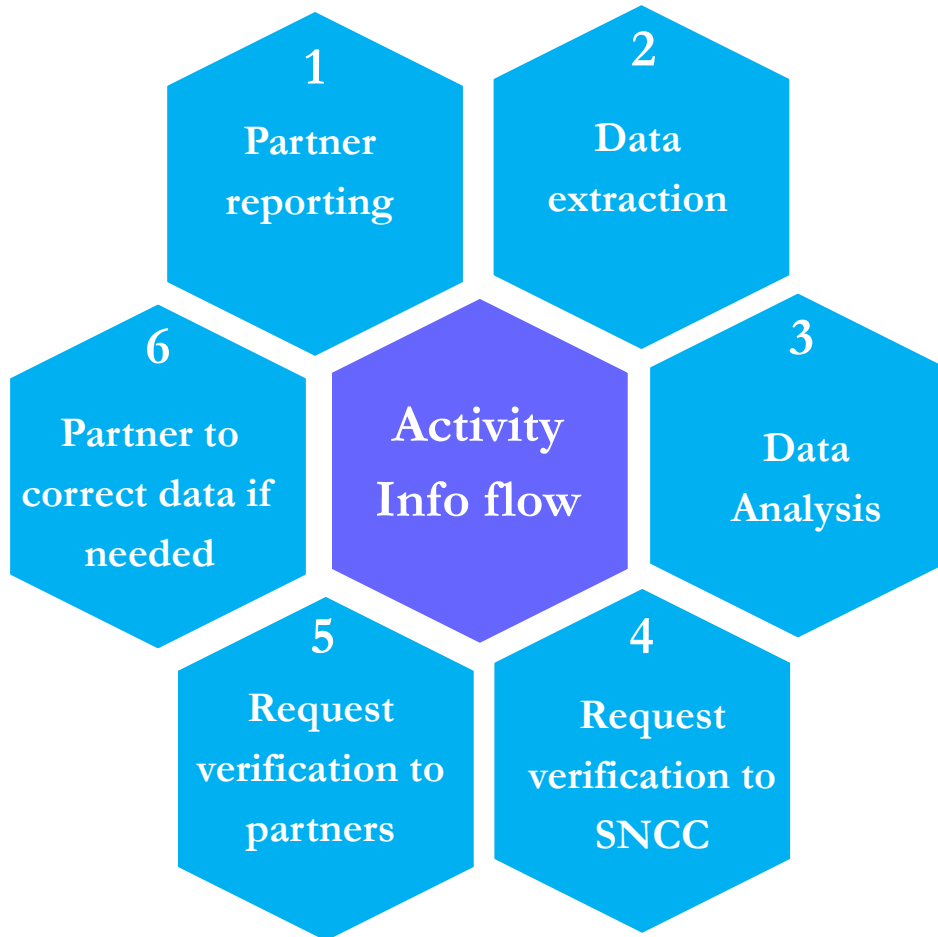 1
Partner
reporting
2
Data
extraction
3
Data
Analysis
4
Request
verification to
SNCC
5
Request
verification to
partners
6
Partner to
correct data if
needed
Activity
Info flow